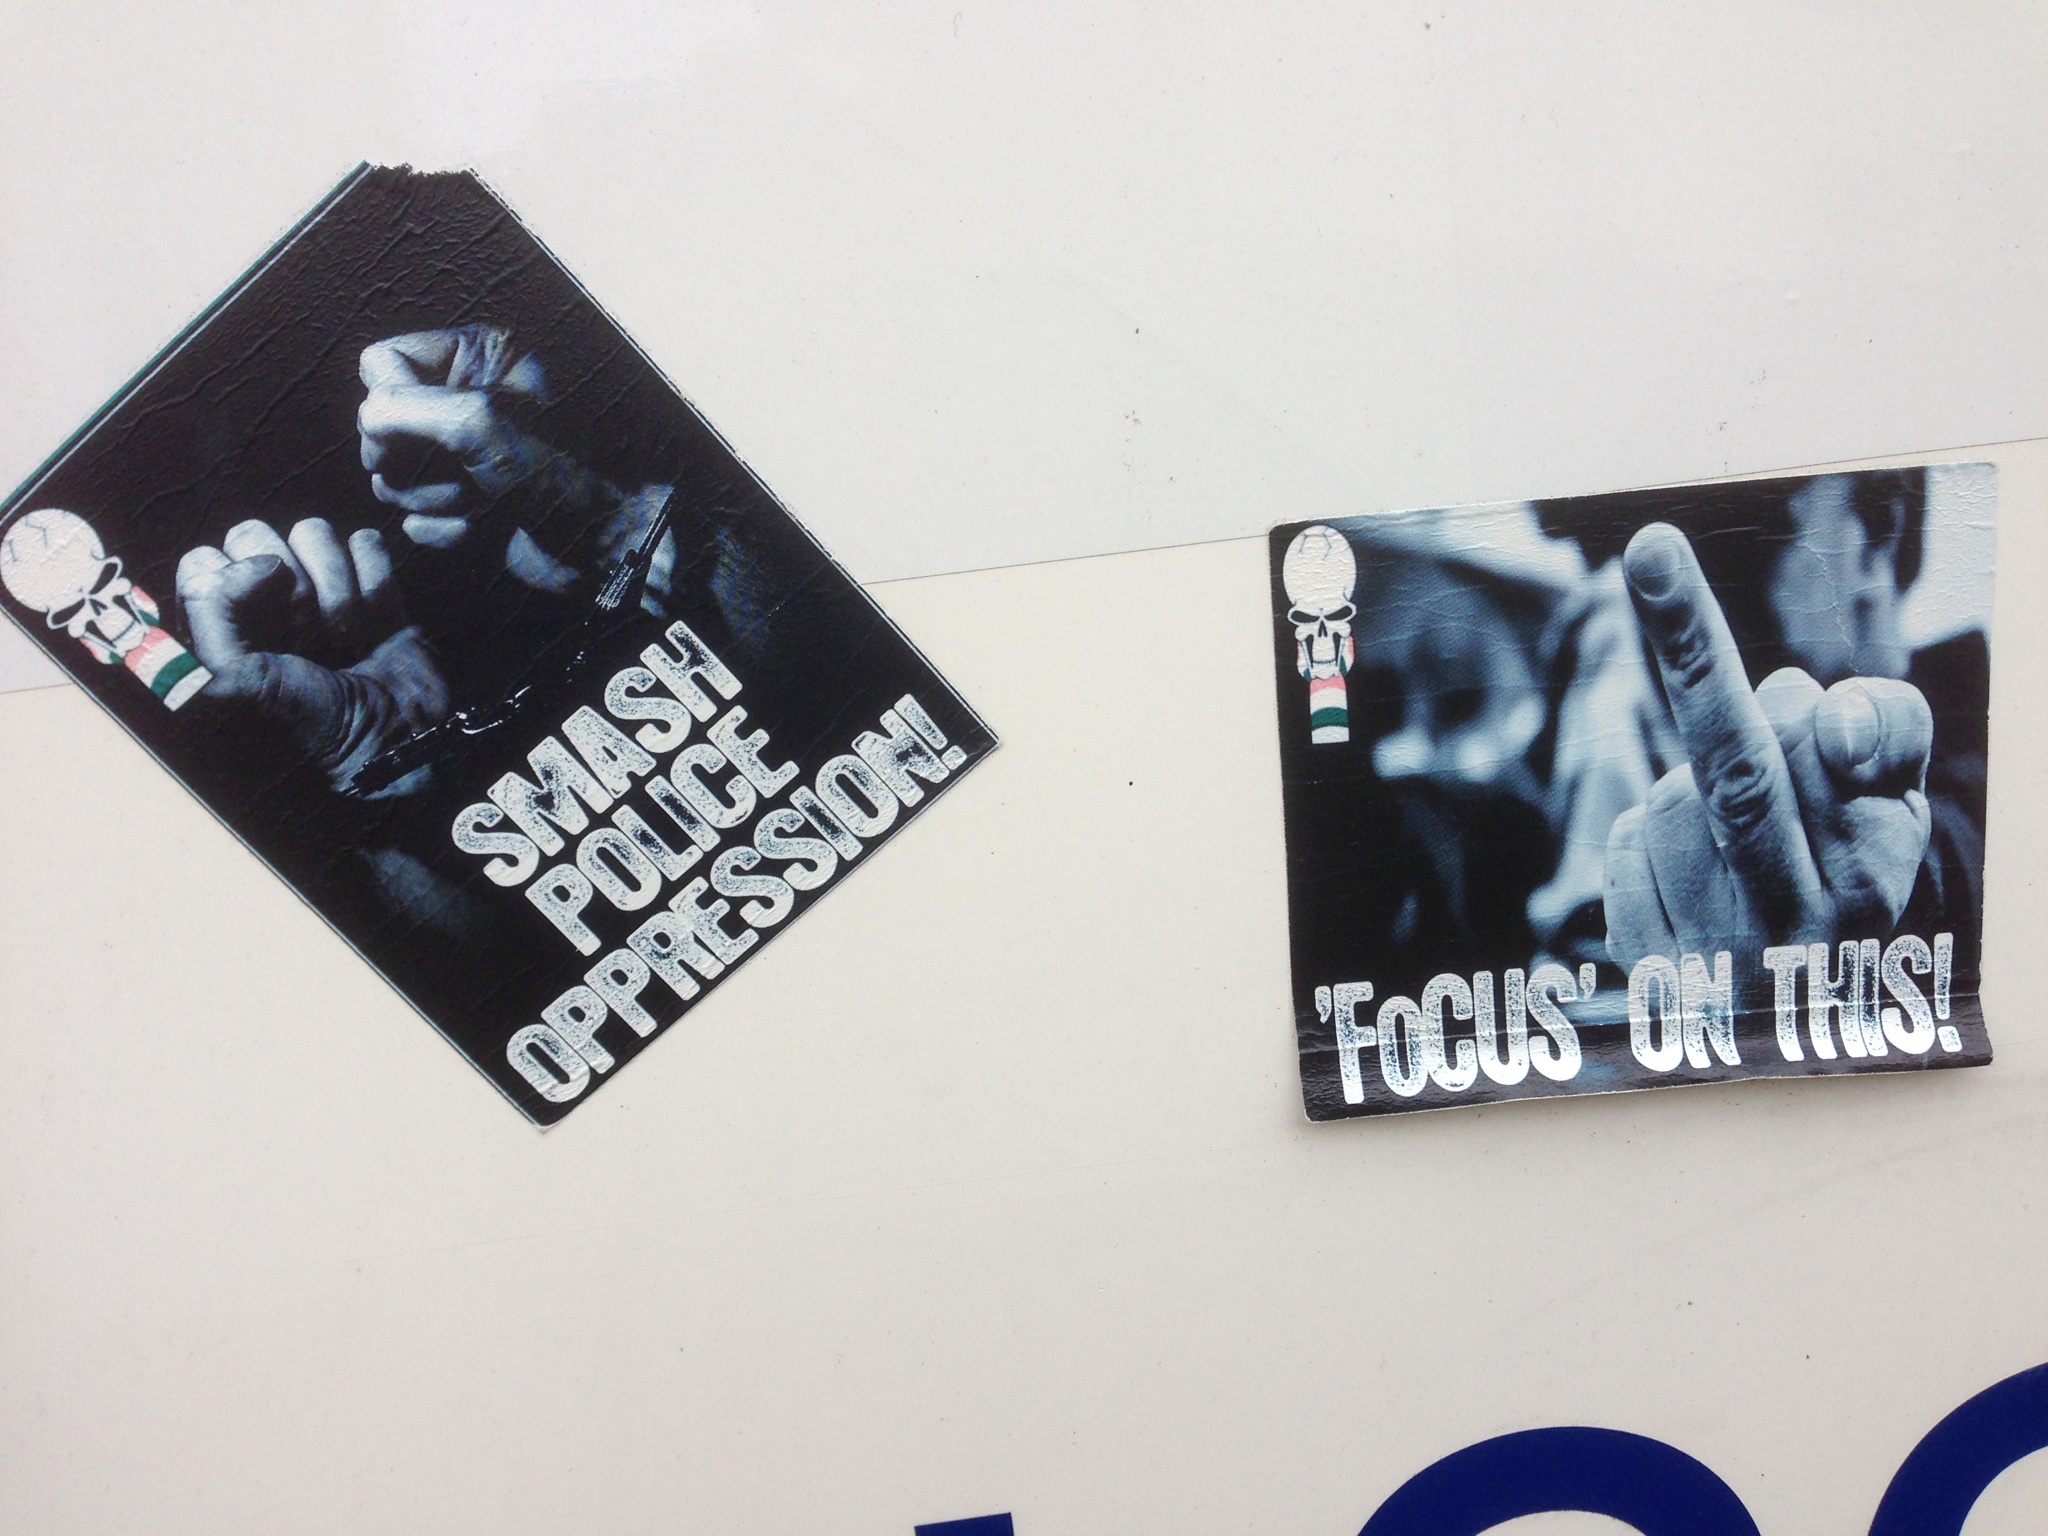 SMASH
POLICE
OPPRESSION!
'FoCUS' ON THIS!